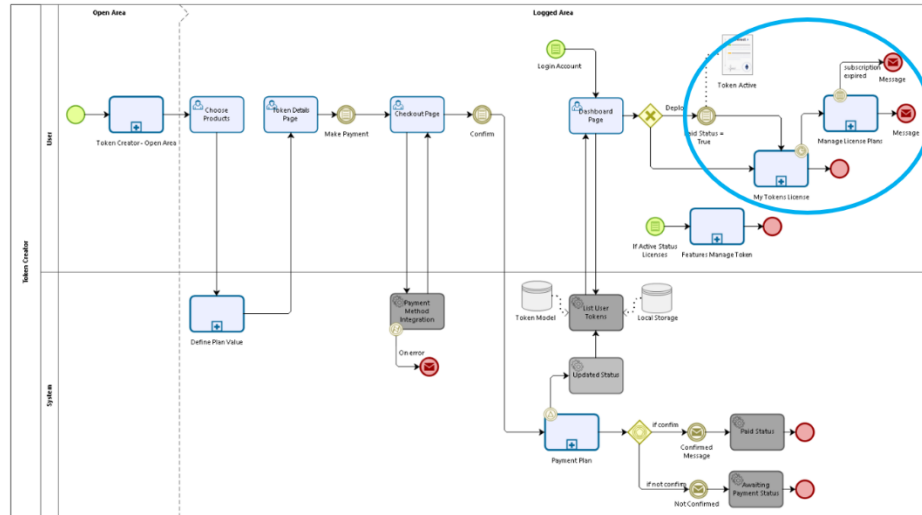 Open Area
Logged Area
Token Creator
User
System
Token Creator - Open Area
Choose
Products
Token Details
Page
Make Payment
Checkout Page
Confirm
Login Account
Dashboard
Page
Deplo
Paid Status =
True
Token Active
subscription
expired
Message
Message
Manage License Plans
My Tokens License
If Active Status
Licenses
Features Manage Token
Define Plan Value
Payment
Method
Integration
On error
Token Model
List User
Tokens
Local Storage
Updated Status
Payment Plan
if confirm
Confirmed
Message
Paid Status
if not confirm
Not Confirmed
Awaiting
Payment Status